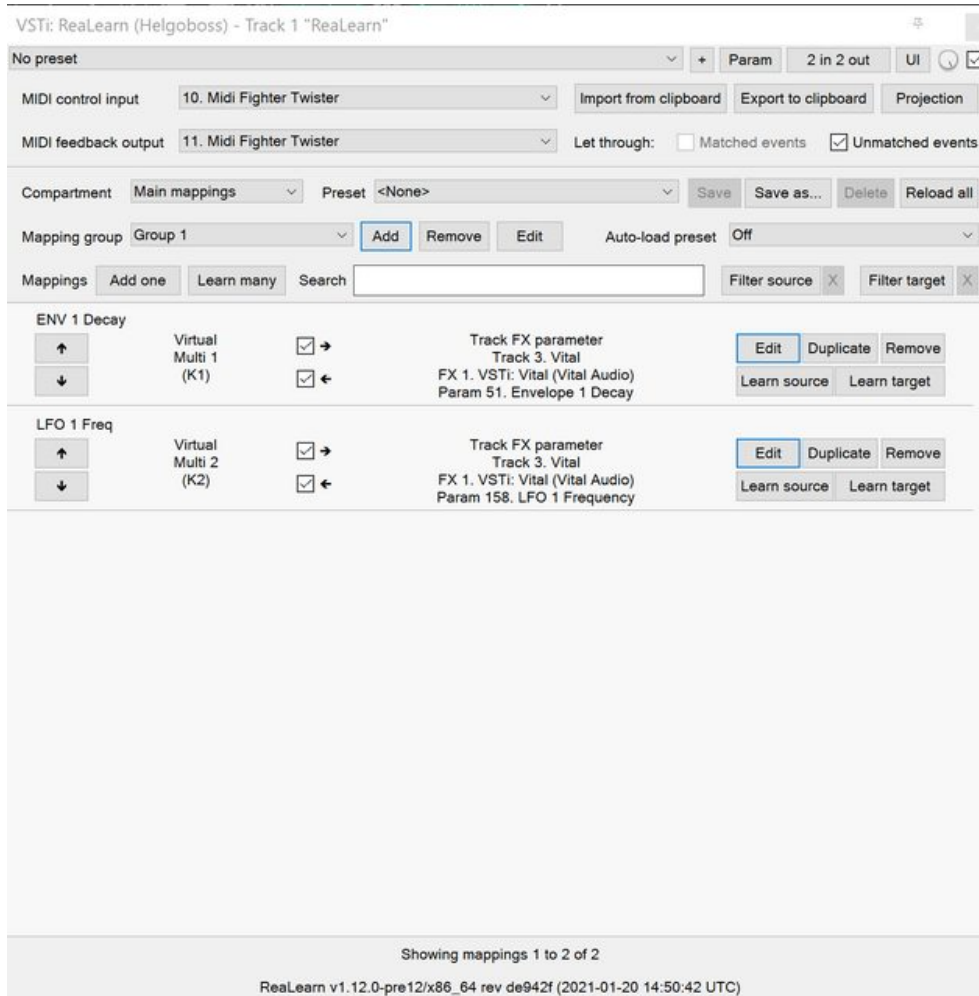 VSTi: ReaLearn (Helgoboss) - Track 1 "ReaLearn"
No preset + Param 2 in 2 out UI
MIDI control input 10. Midi Fighter Twister Import from clipboard Export to clipboard Projection
MIDI feedback output 11. Midi Fighter Twister Let through: Matched events Unmatched events
Compartment Main mappings Preset <None> Save Save as... Delete Reload all
Mapping group Group 1 Add Remove Edit Auto-load preset Off
Mappings Add one Learn many Search Filter source X Filter target X
ENV 1 Decay
Virtual
Multi 1
(K1)
Track FX parameter
Track 3. Vital
FX 1. VSTi: Vital (Vital Audio)
Param 51. Envelope 1 Decay
Edit Duplicate Remove
Learn source Learn target
LFO 1 Freq
Virtual
Multi 2
(K2)
Track FX parameter
Track 3. Vital
FX 1. VSTi: Vital (Vital Audio)
Param 158. LFO 1 Frequency
Edit Duplicate Remove
Learn source Learn target
Showing mappings 1 to 2 of 2
ReaLearn v1.12.0-pre12/x86_64 rev de942f (2021-01-20 14:50:42 UTC)